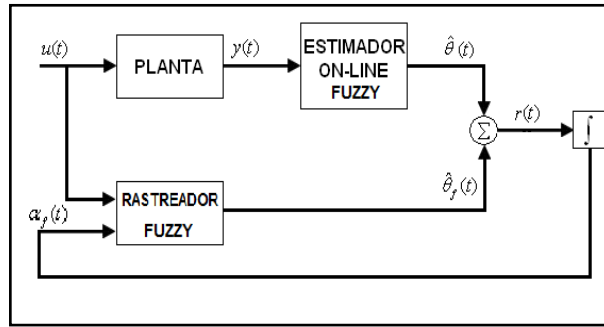 u(t)
PLANTA
y(t)
ESTIMADOR
ON-LINE
FUZZY
θ̂(t)
Σ
r(t)
∫
θ̂_f(t)
RASTREADOR
FUZZY
α_f(t)